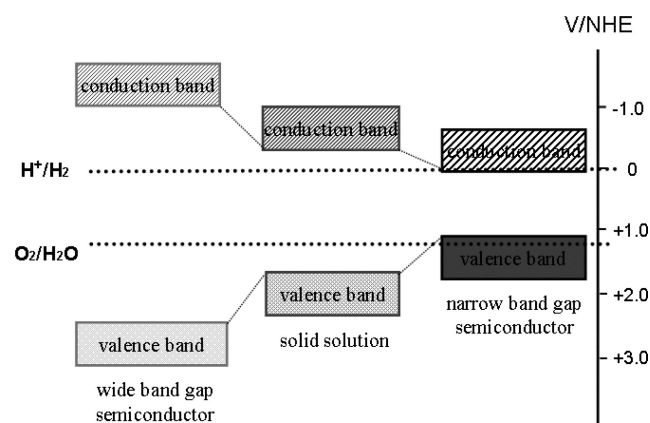 V/NHE
conduction band
conduction band
conduction band
-1.0
H⁺/H₂
0
+1.0
O₂/H₂O
valence band
valence band
valence band
+2.0
narrow band gap
semiconductor
solid solution
+3.0
wide band gap
semiconductor